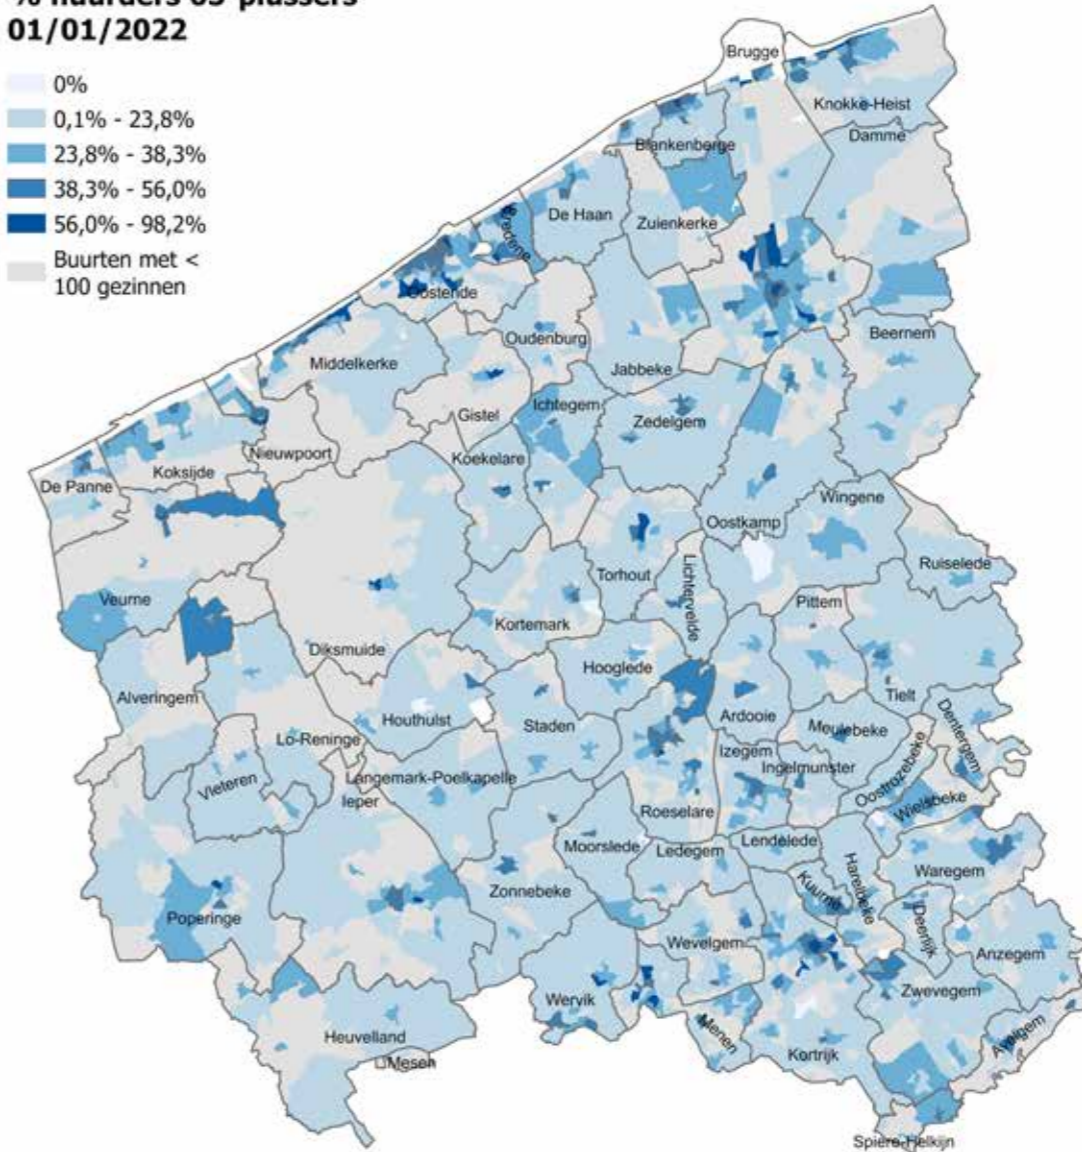 % huurders 65-plussers
01/01/2022
0%
0,1% - 23,8%
23,8% - 38,3%
38,3% - 56,0%
56,0% - 98,2%
Buurten met <
100 gezinnen
Brugge
Knokke-Heist
Blankenberge
Damme
De Haan
Zuienkerke
Bredene
Oostende
Oudenburg
Beernem
Middelkerke
Jabbeke
Ichtegem
Gistel
Zedelgem
Nieuwpoort
Koekelare
Koksijde
De Panne
Wingene
Oostkamp
Torhout
Lichtervelde
Ruiselede
Veurne
Pittem
Kortemark
Diksmuide
Hooglede
Alveringem
Tielt
Houthulst
Staden
Ardooie
Meulebeke
Dentergem
Lo-Reninge
Izegem
Ingelmunster
Oostrozebeke
Vleteren
Langemark-Poelkapelle
Ieper
Wielsbeke
Roeselare
Moorslede
Ledegem
Lendelede
Harelbeke
Waregem
Zonnebeke
Kuurne
Deerlijk
Poperinge
Wevelgem
Anzegem
Zwevegem
Wervik
Heuvelland
Menen
Avelgem
Mesen
Kortrijk
Spiere-Helkijn